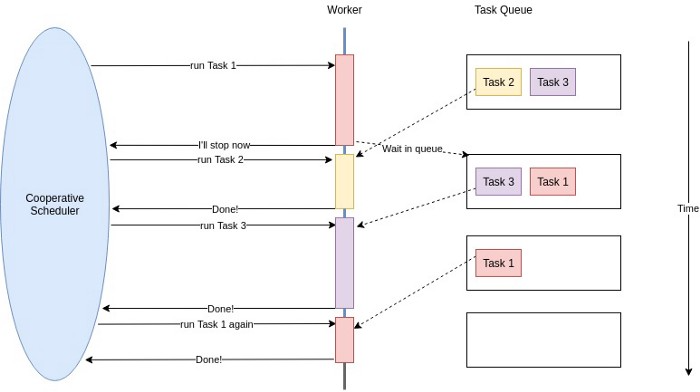 Worker
Task Queue
run Task 1
Task 2
Task 3
I'll stop now
Wait in queue
run Task 2
Task 3
Task 1
Cooperative
Scheduler
Done!
Time
run Task 3
Task 1
Done!
run Task 1 again
Done!